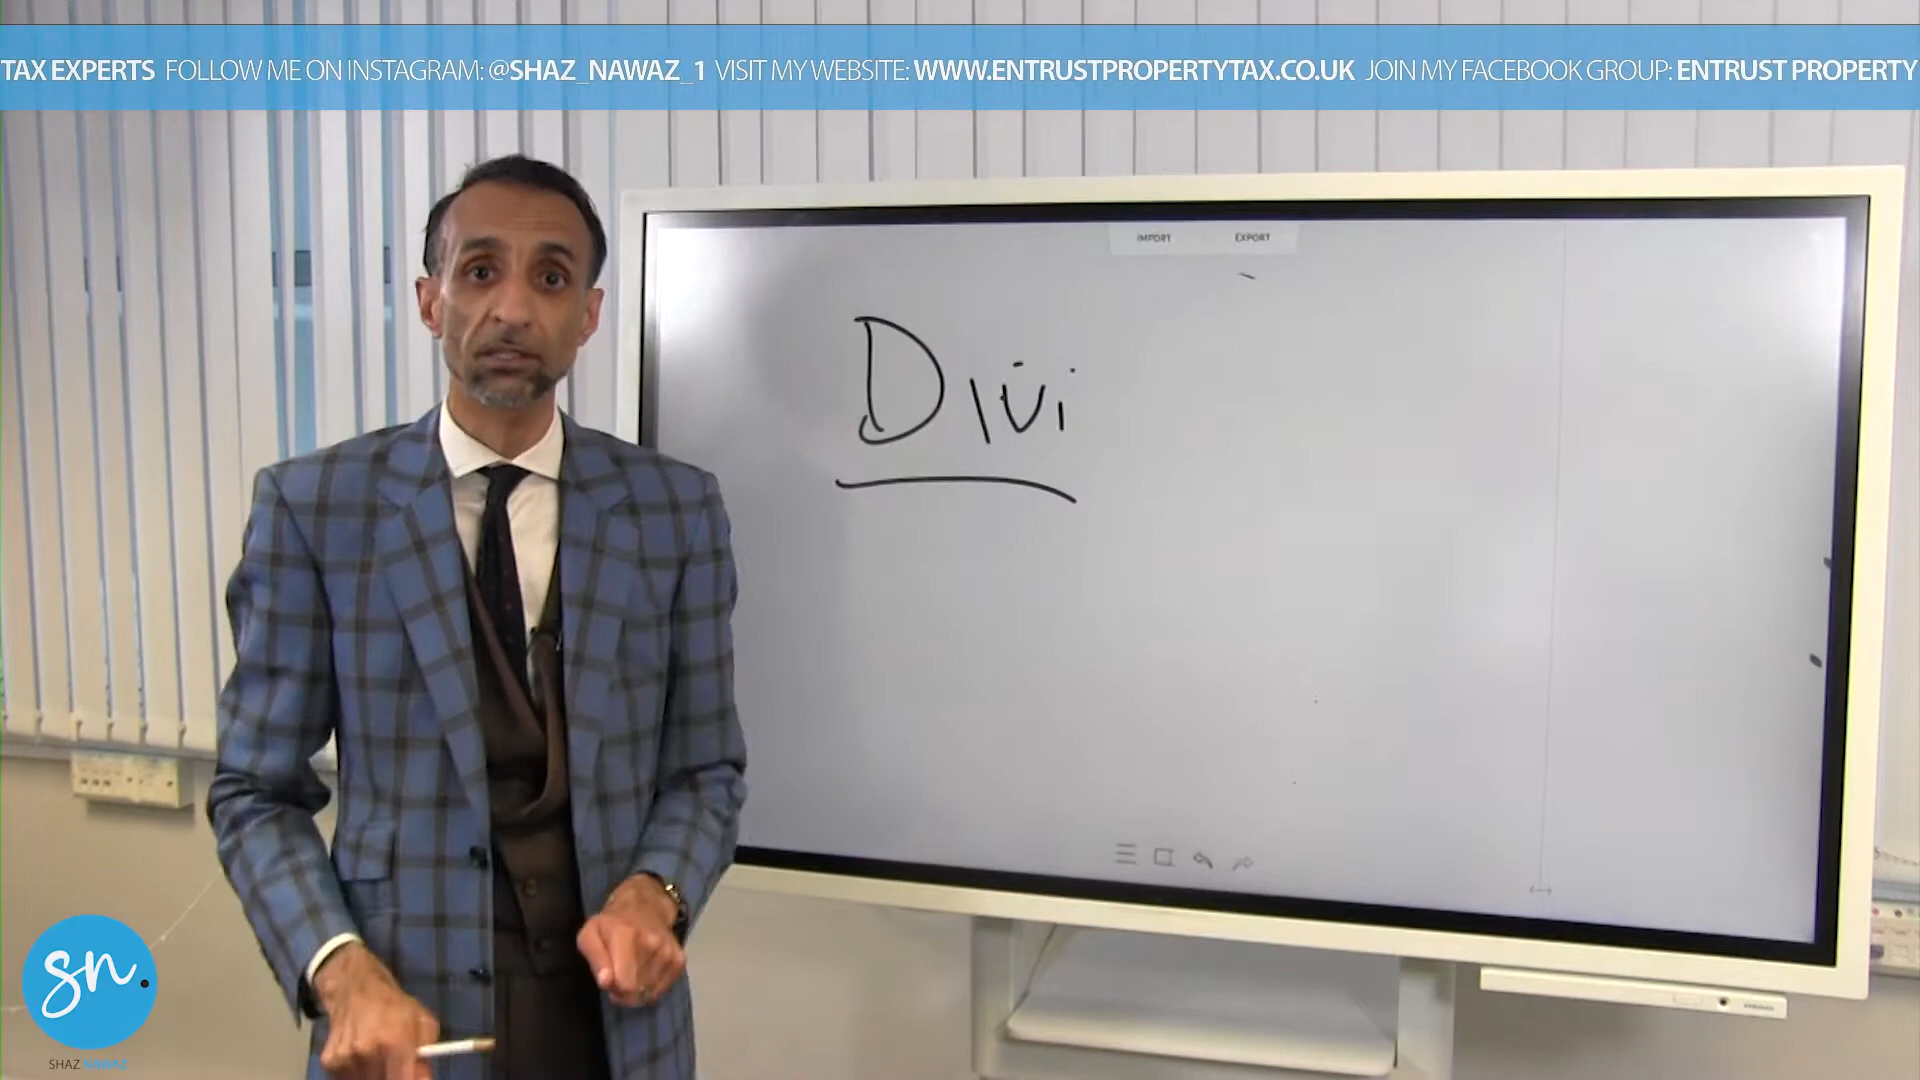 TAX EXPERTS FOLLOW ME ON INSTAGRAM: @SHAZ_NAWAZ_1 VISIT MY WEBSITE: WWW.ENTRUSTPROPERTYTAX.CO.UK JOIN MY FACEBOOK GROUP: ENTRUST PROPERTY
IMPORT EXPORT
Divi
sn.
SHAZ NAWAZ